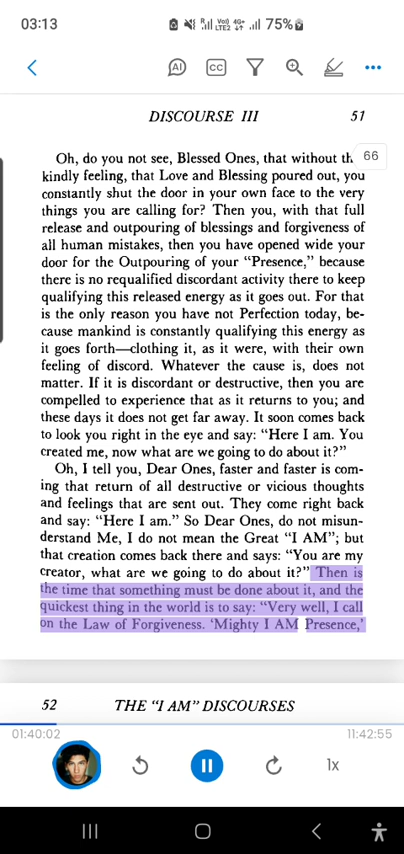 03:13
75%
AI
CC
DISCOURSE III 51
66
Oh, do you not see, Blessed Ones, that without th
kindly feeling, that Love and Blessing poured out, you
constantly shut the door in your own face to the very
things you are calling for? Then you, with that full
release and outpouring of blessings and forgiveness of
all human mistakes, then you have opened wide your
door for the Outpouring of your “Presence,” because
there is no requalified discordant activity there to keep
qualifying this released energy as it goes out. For that
is the only reason you have not Perfection today, be-
cause mankind is constantly qualifying this energy as
it goes forth—clothing it, as it were, with their own
feeling of discord. Whatever the cause is, does not
matter. If it is discordant or destructive, then you are
compelled to experience that as it returns to you; and
these days it does not get far away. It soon comes back
to look you right in the eye and say: “Here I am. You
created me, now what are we going to do about it?”
Oh, I tell you, Dear Ones, faster and faster is com-
ing that return of all destructive or vicious thoughts
and feelings that are sent out. They come right back
and say: “Here I am.” So Dear Ones, do not misun-
derstand Me, I do not mean the Great “I AM”; but
that creation comes back there and says: “You are my
creator, what are we going to do about it?” Then is
the time that something must be done about it, and the
quickest thing in the world is to say: “Very well, I call
on the Law of Forgiveness. ‘Mighty I AM Presence,’
52 THE “I AM” DISCOURSES
01:40:02 11:42:55
1x